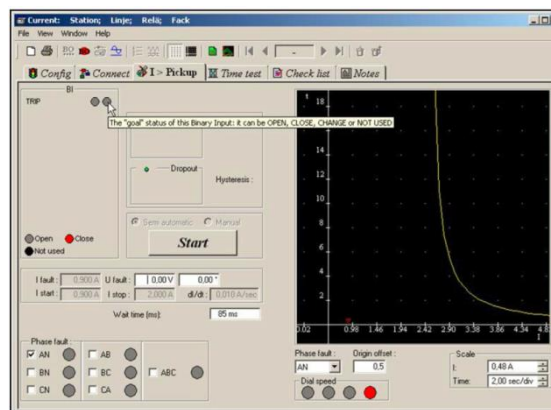 Current: Station; Linje; Relä; Fack
File View Window Help
Config Connect I > Pickup Time test Check list Notes
BI
TRIP
The "goal" status of this Binary Input: it can be OPEN, CLOSE, CHANGE or NOT USED
Dropout
Hysteresis :
Semi automatic Manual
Start
Open Close
Not used
I fault : 0,900 A U fault : 0,00 V 0,00 °
I start : 0,900 A I stop : 2,000 A dI/dt : 0,010 A/sec
Wait time (ms): 85 ms
Phase fault :
AN AB
BN BC ABC
CN CA
18
14
12
10
8
6
4
2
0.02 0.98 1.46 1.94 2.42 2.90 3.38 3.86 4.34 4.8
I
Phase fault : Origin offset :
AN 0,5
Dial speed
Scale
I: 0,48 A
Time: 2,00 sec/div